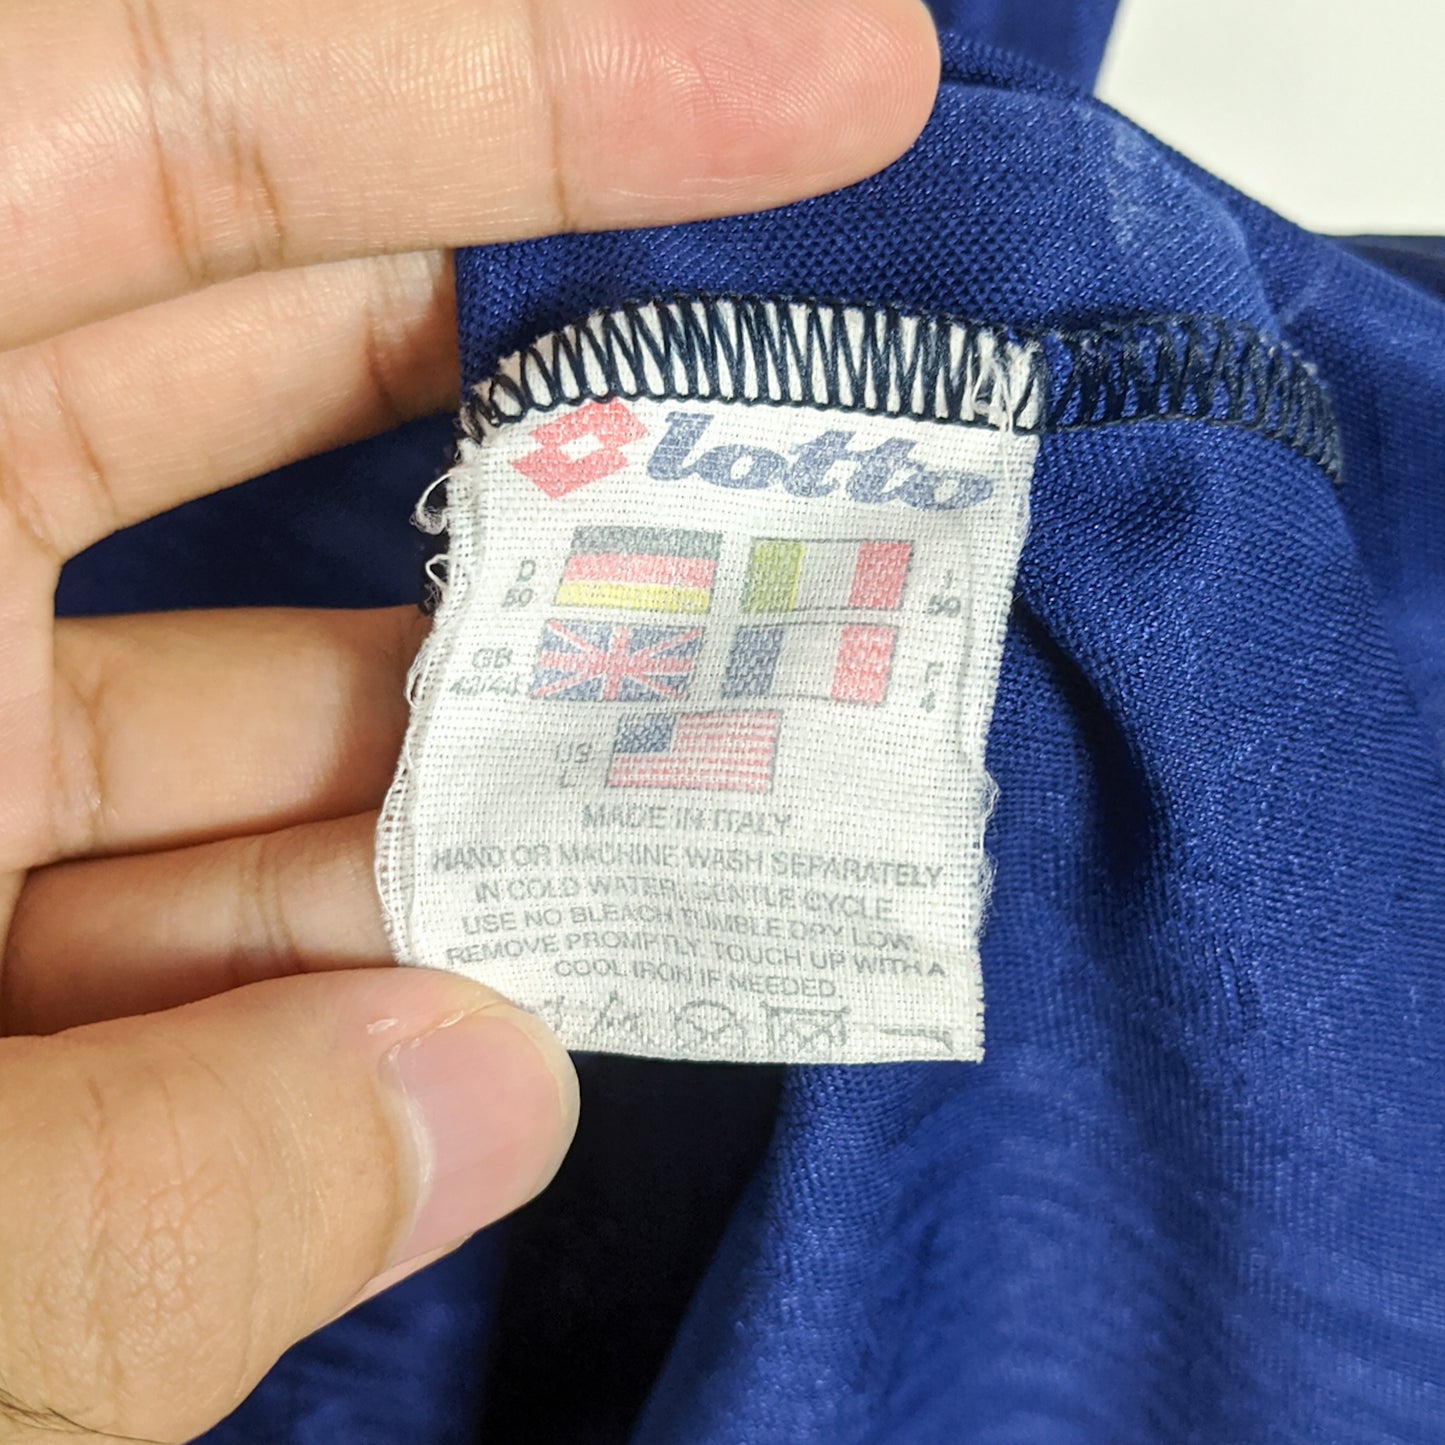 lotto
D
50
I
50
GB
42/44
F
4
US
L
MADE IN ITALY
HAND OR MACHINE WASH SEPARATELY
IN COLD WATER, GENTLE CYCLE.
USE NO BLEACH TUMBLE DRY LOW.
REMOVE PROMPTLY, TOUCH UP WITH A
COOL IRON IF NEEDED.